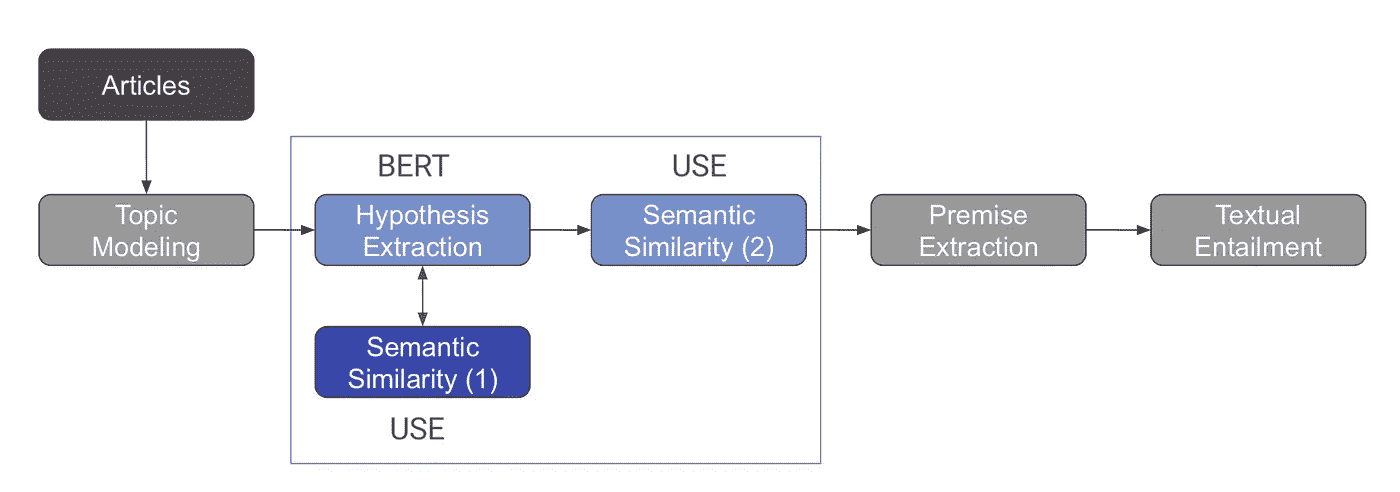 Articles
BERT
USE
Topic
Modeling
Hypothesis
Extraction
Semantic
Similarity (2)
Premise
Extraction
Textual
Entailment
Semantic
Similarity (1)
USE